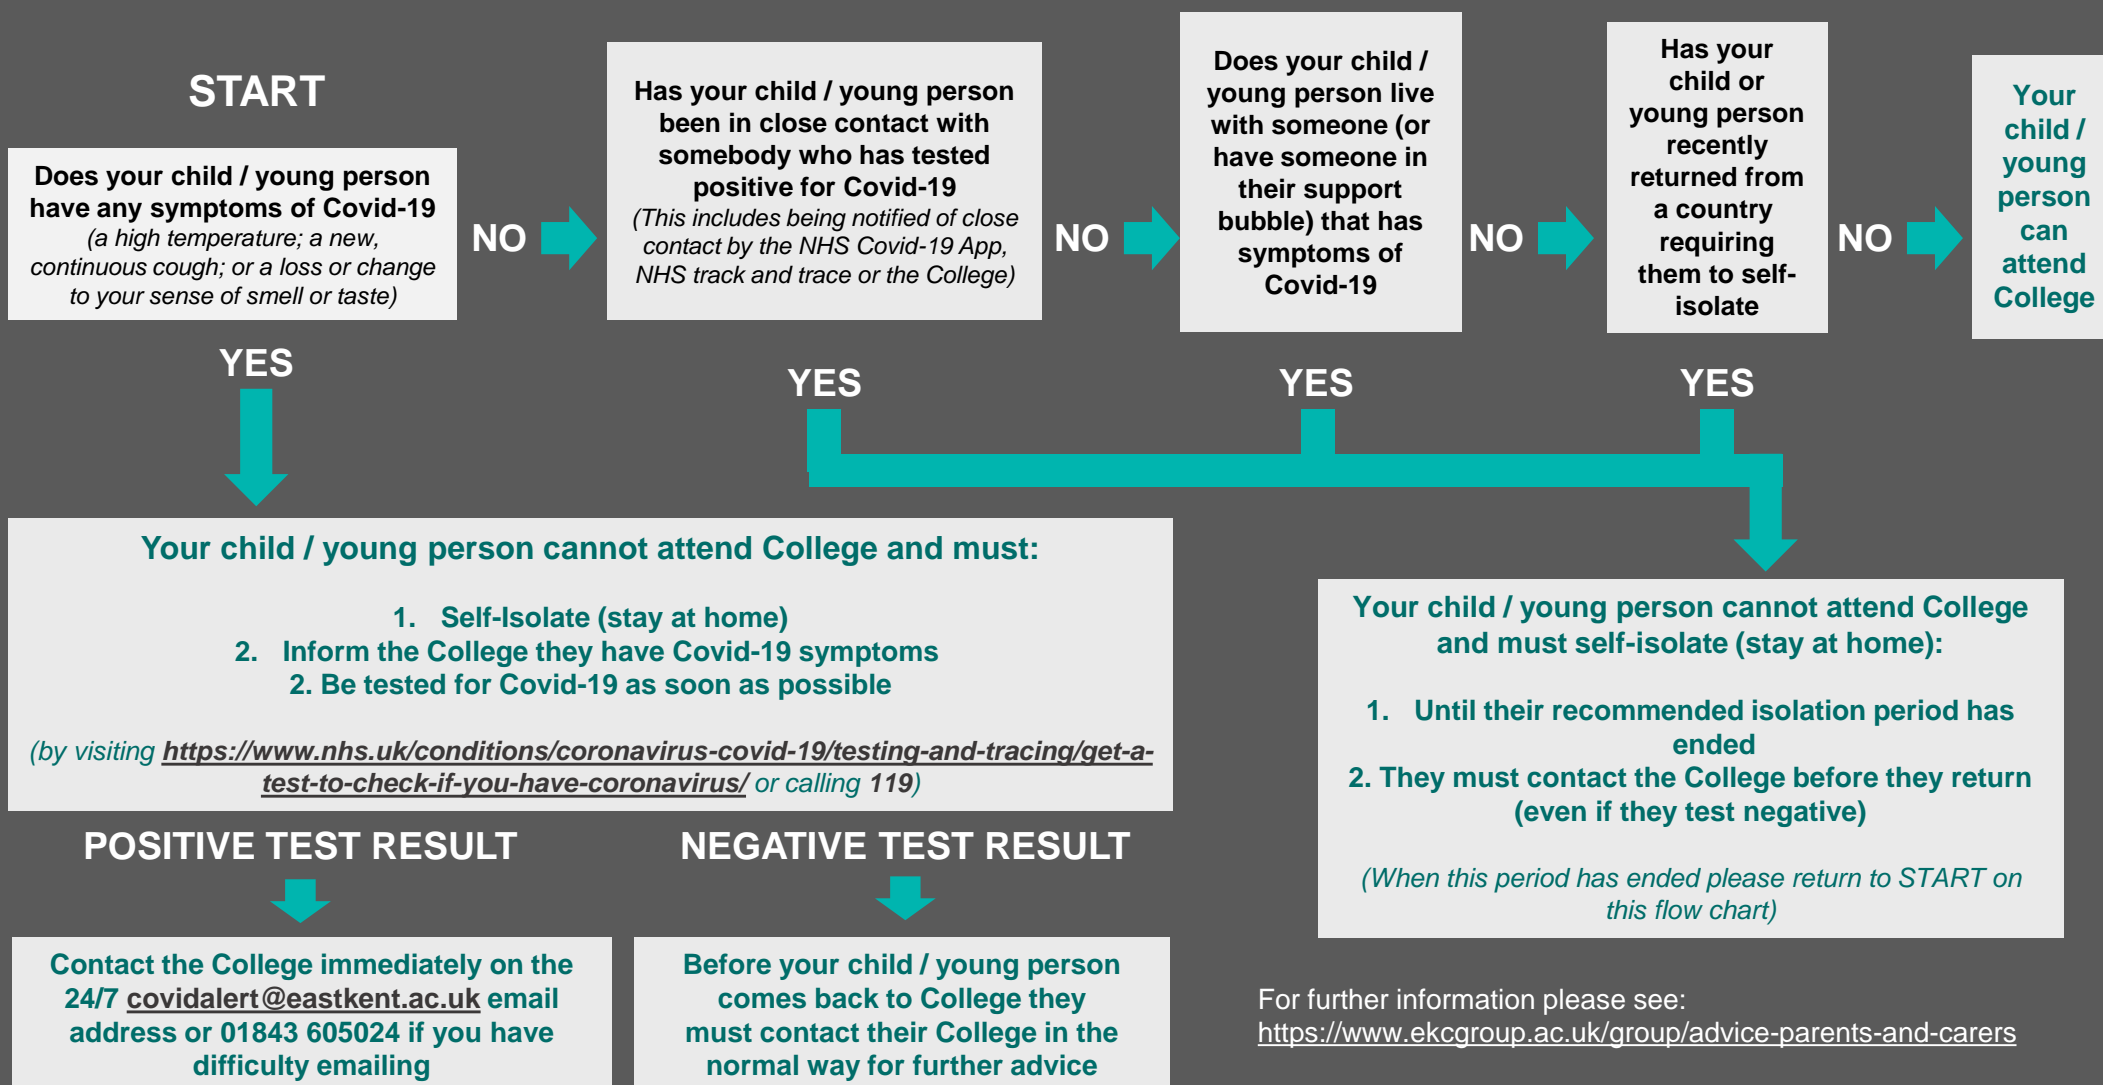 START
Does your child / young person
have any symptoms of Covid-19
(a high temperature; a new,
continuous cough; or a loss or change
to your sense of smell or taste)
NO
Has your child / young person
been in close contact with
somebody who has tested
positive for Covid-19
(This includes being notified of close
contact by the NHS Covid-19 App,
NHS track and trace or the College)
NO
Does your child /
young person live
with someone (or
have someone in
their support
bubble) that has
symptoms of
Covid-19
NO
Has your
child or
young person
recently
returned from
a country
requiring
them to self-
isolate
NO
Your
child /
young
person
can
attend
College
YES
YES
YES
YES
Your child / young person cannot attend College and must:
1. Self-Isolate (stay at home)
2. Inform the College they have Covid-19 symptoms
2. Be tested for Covid-19 as soon as possible
(by visiting https://www.nhs.uk/conditions/coronavirus-covid-19/testing-and-tracing/get-a-
test-to-check-if-you-have-coronavirus/ or calling 119)
POSITIVE TEST RESULT
Contact the College immediately on the
24/7 covidalert@eastkent.ac.uk email
address or 01843 605024 if you have
difficulty emailing
NEGATIVE TEST RESULT
Before your child / young person
comes back to College they
must contact their College in the
normal way for further advice
Your child / young person cannot attend College
and must self-isolate (stay at home):
1. Until their recommended isolation period has
ended
2. They must contact the College before they return
(even if they test negative)
(When this period has ended please return to START on
this flow chart)
For further information please see:
https://www.ekcgroup.ac.uk/group/advice-parents-and-carers